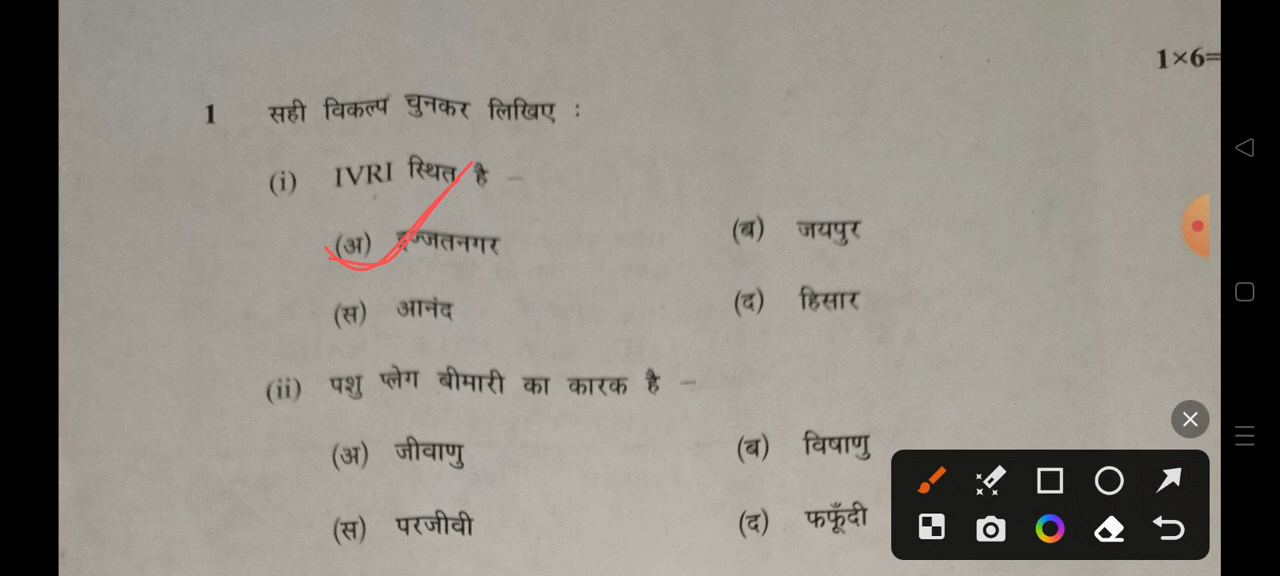 1×6=
1 सही विकल्प चुनकर लिखिए :
(i) IVRI स्थित है –
(अ) इज्जतनगर (ब) जयपुर
(स) आनंद (द) हिसार
(ii) पशु प्लेग बीमारी का कारक है –
(अ) जीवाणु (ब) विषाणु
(स) परजीवी (द) फफूँदी